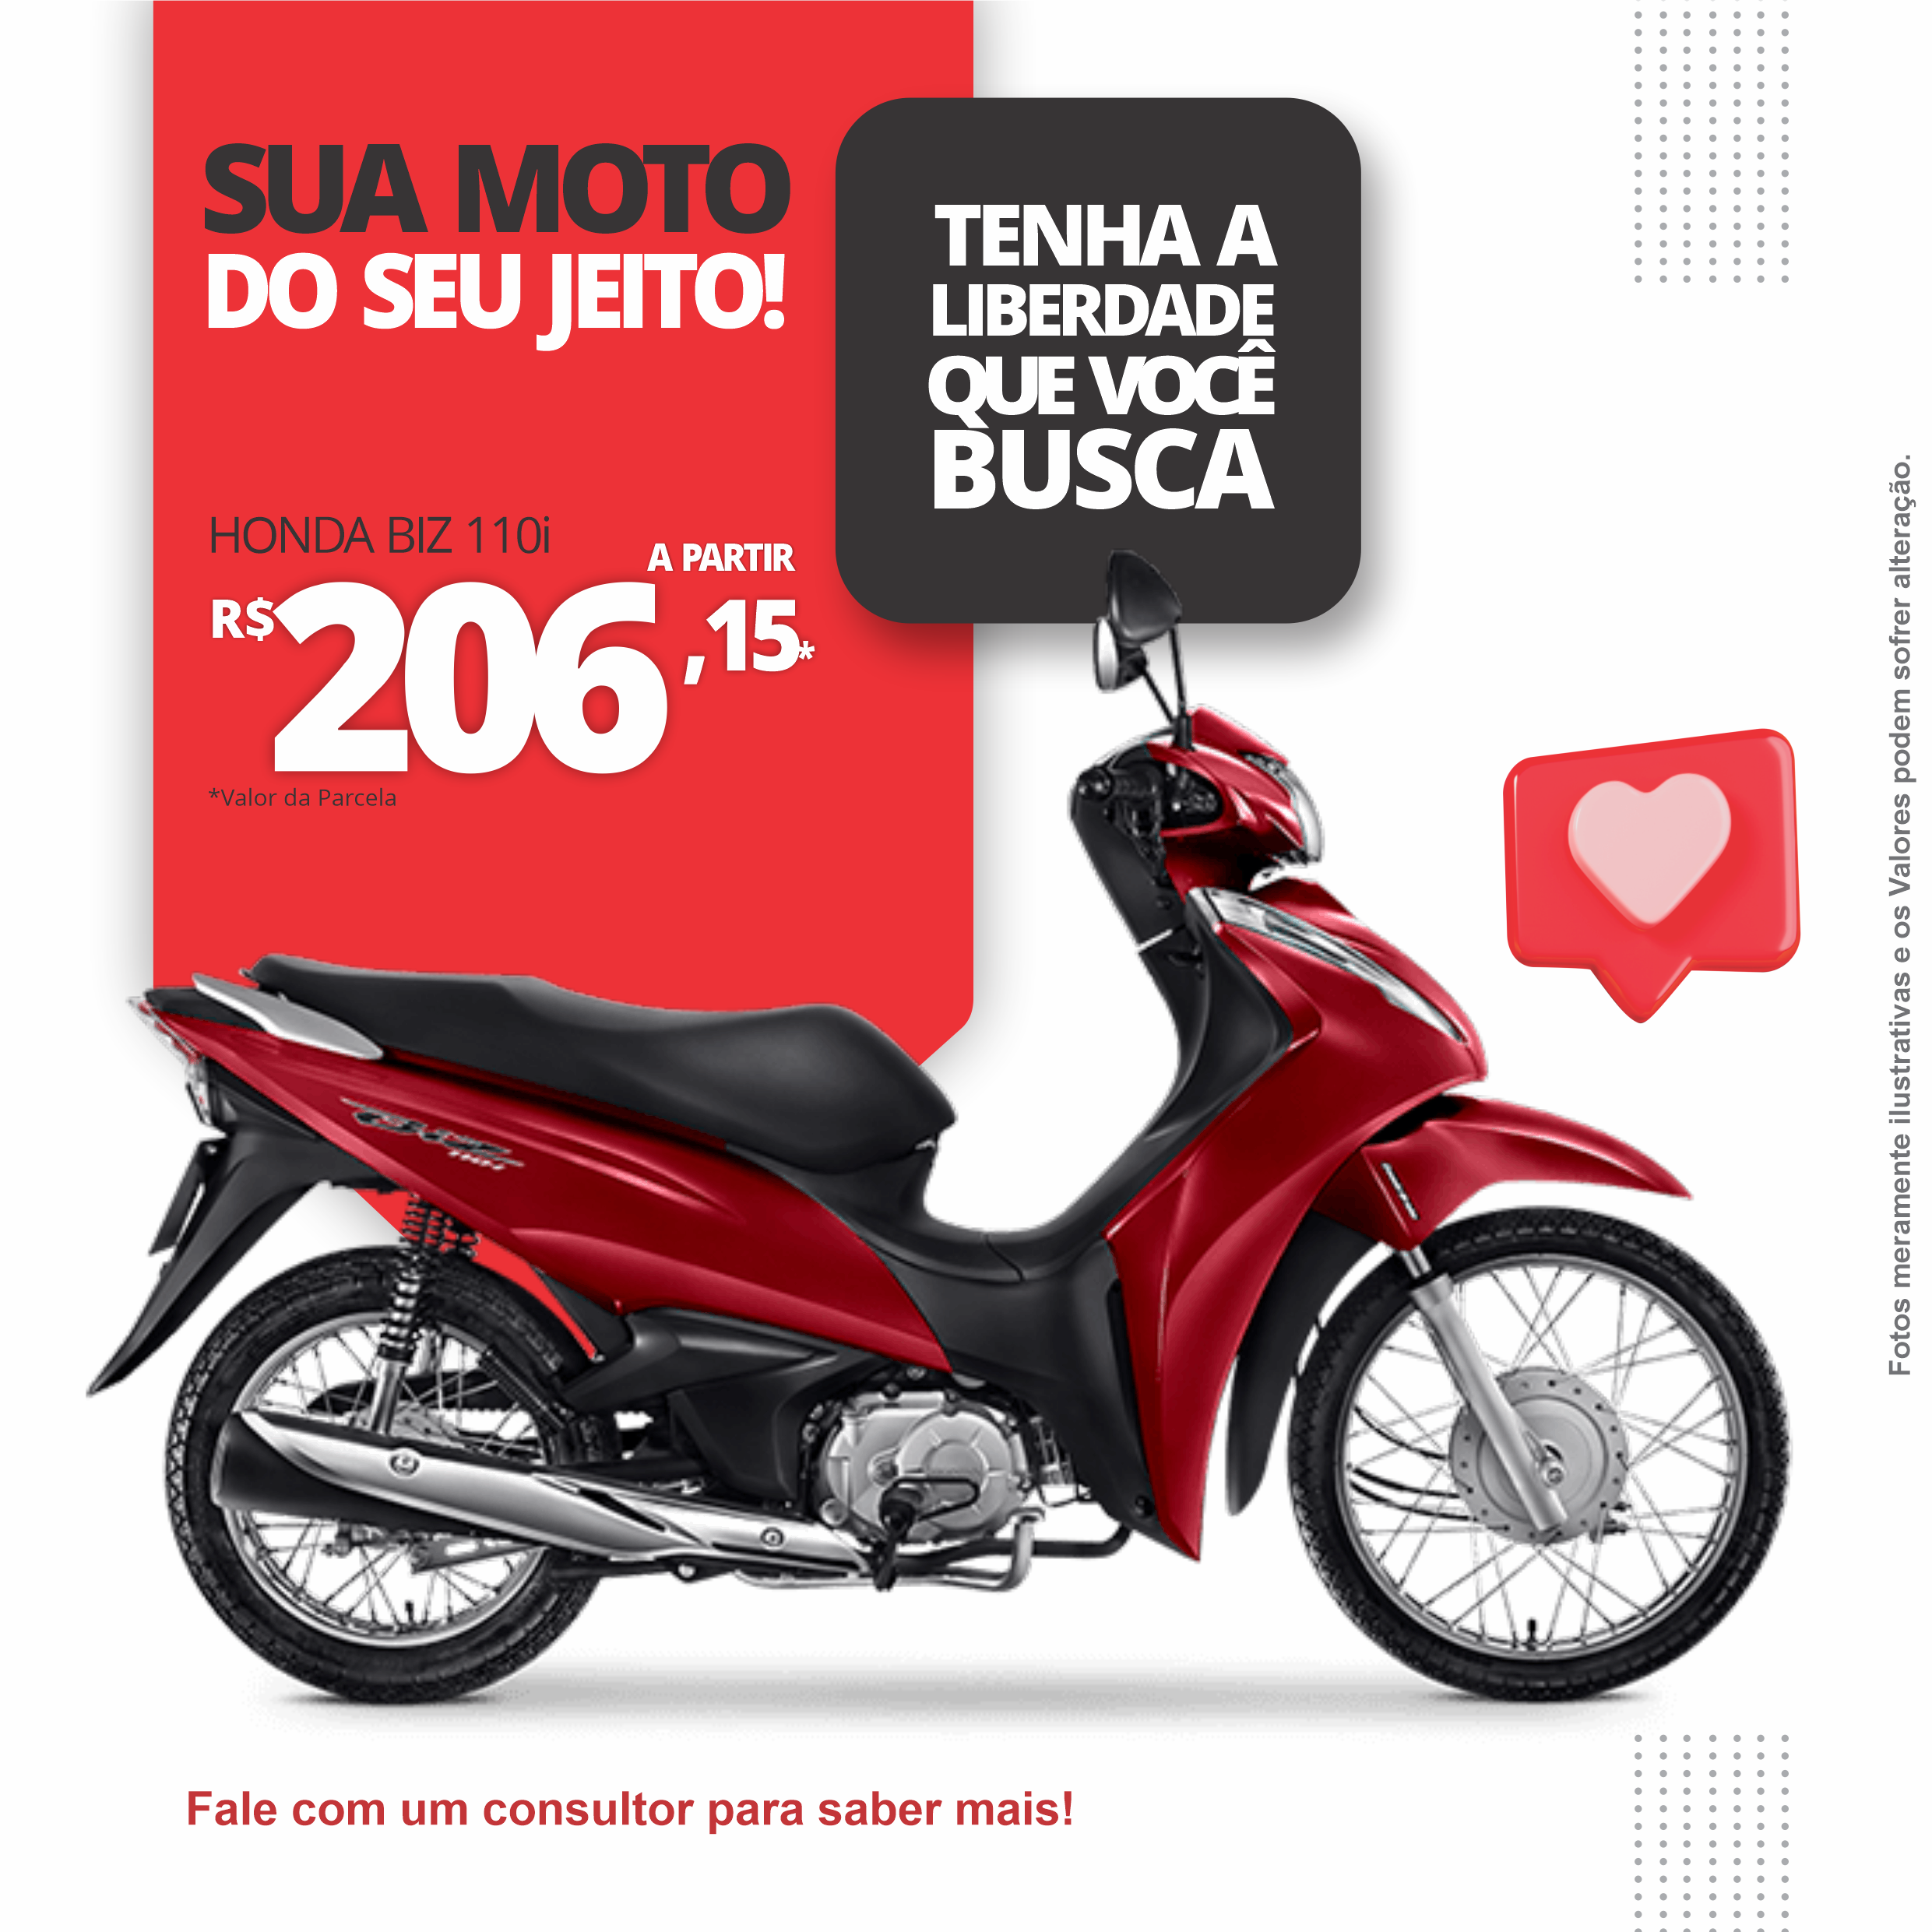 SUA MOTO
DO SEU JEITO!
TENHA A
LIBERDADE
QUE VOCÊ
BUSCA
HONDA BIZ 110i
A PARTIR
R$206,15*
*Valor da Parcela
Fotos meramente ilustrativas e os Valores podem sofrer alteração.
Fale com um consultor para saber mais!